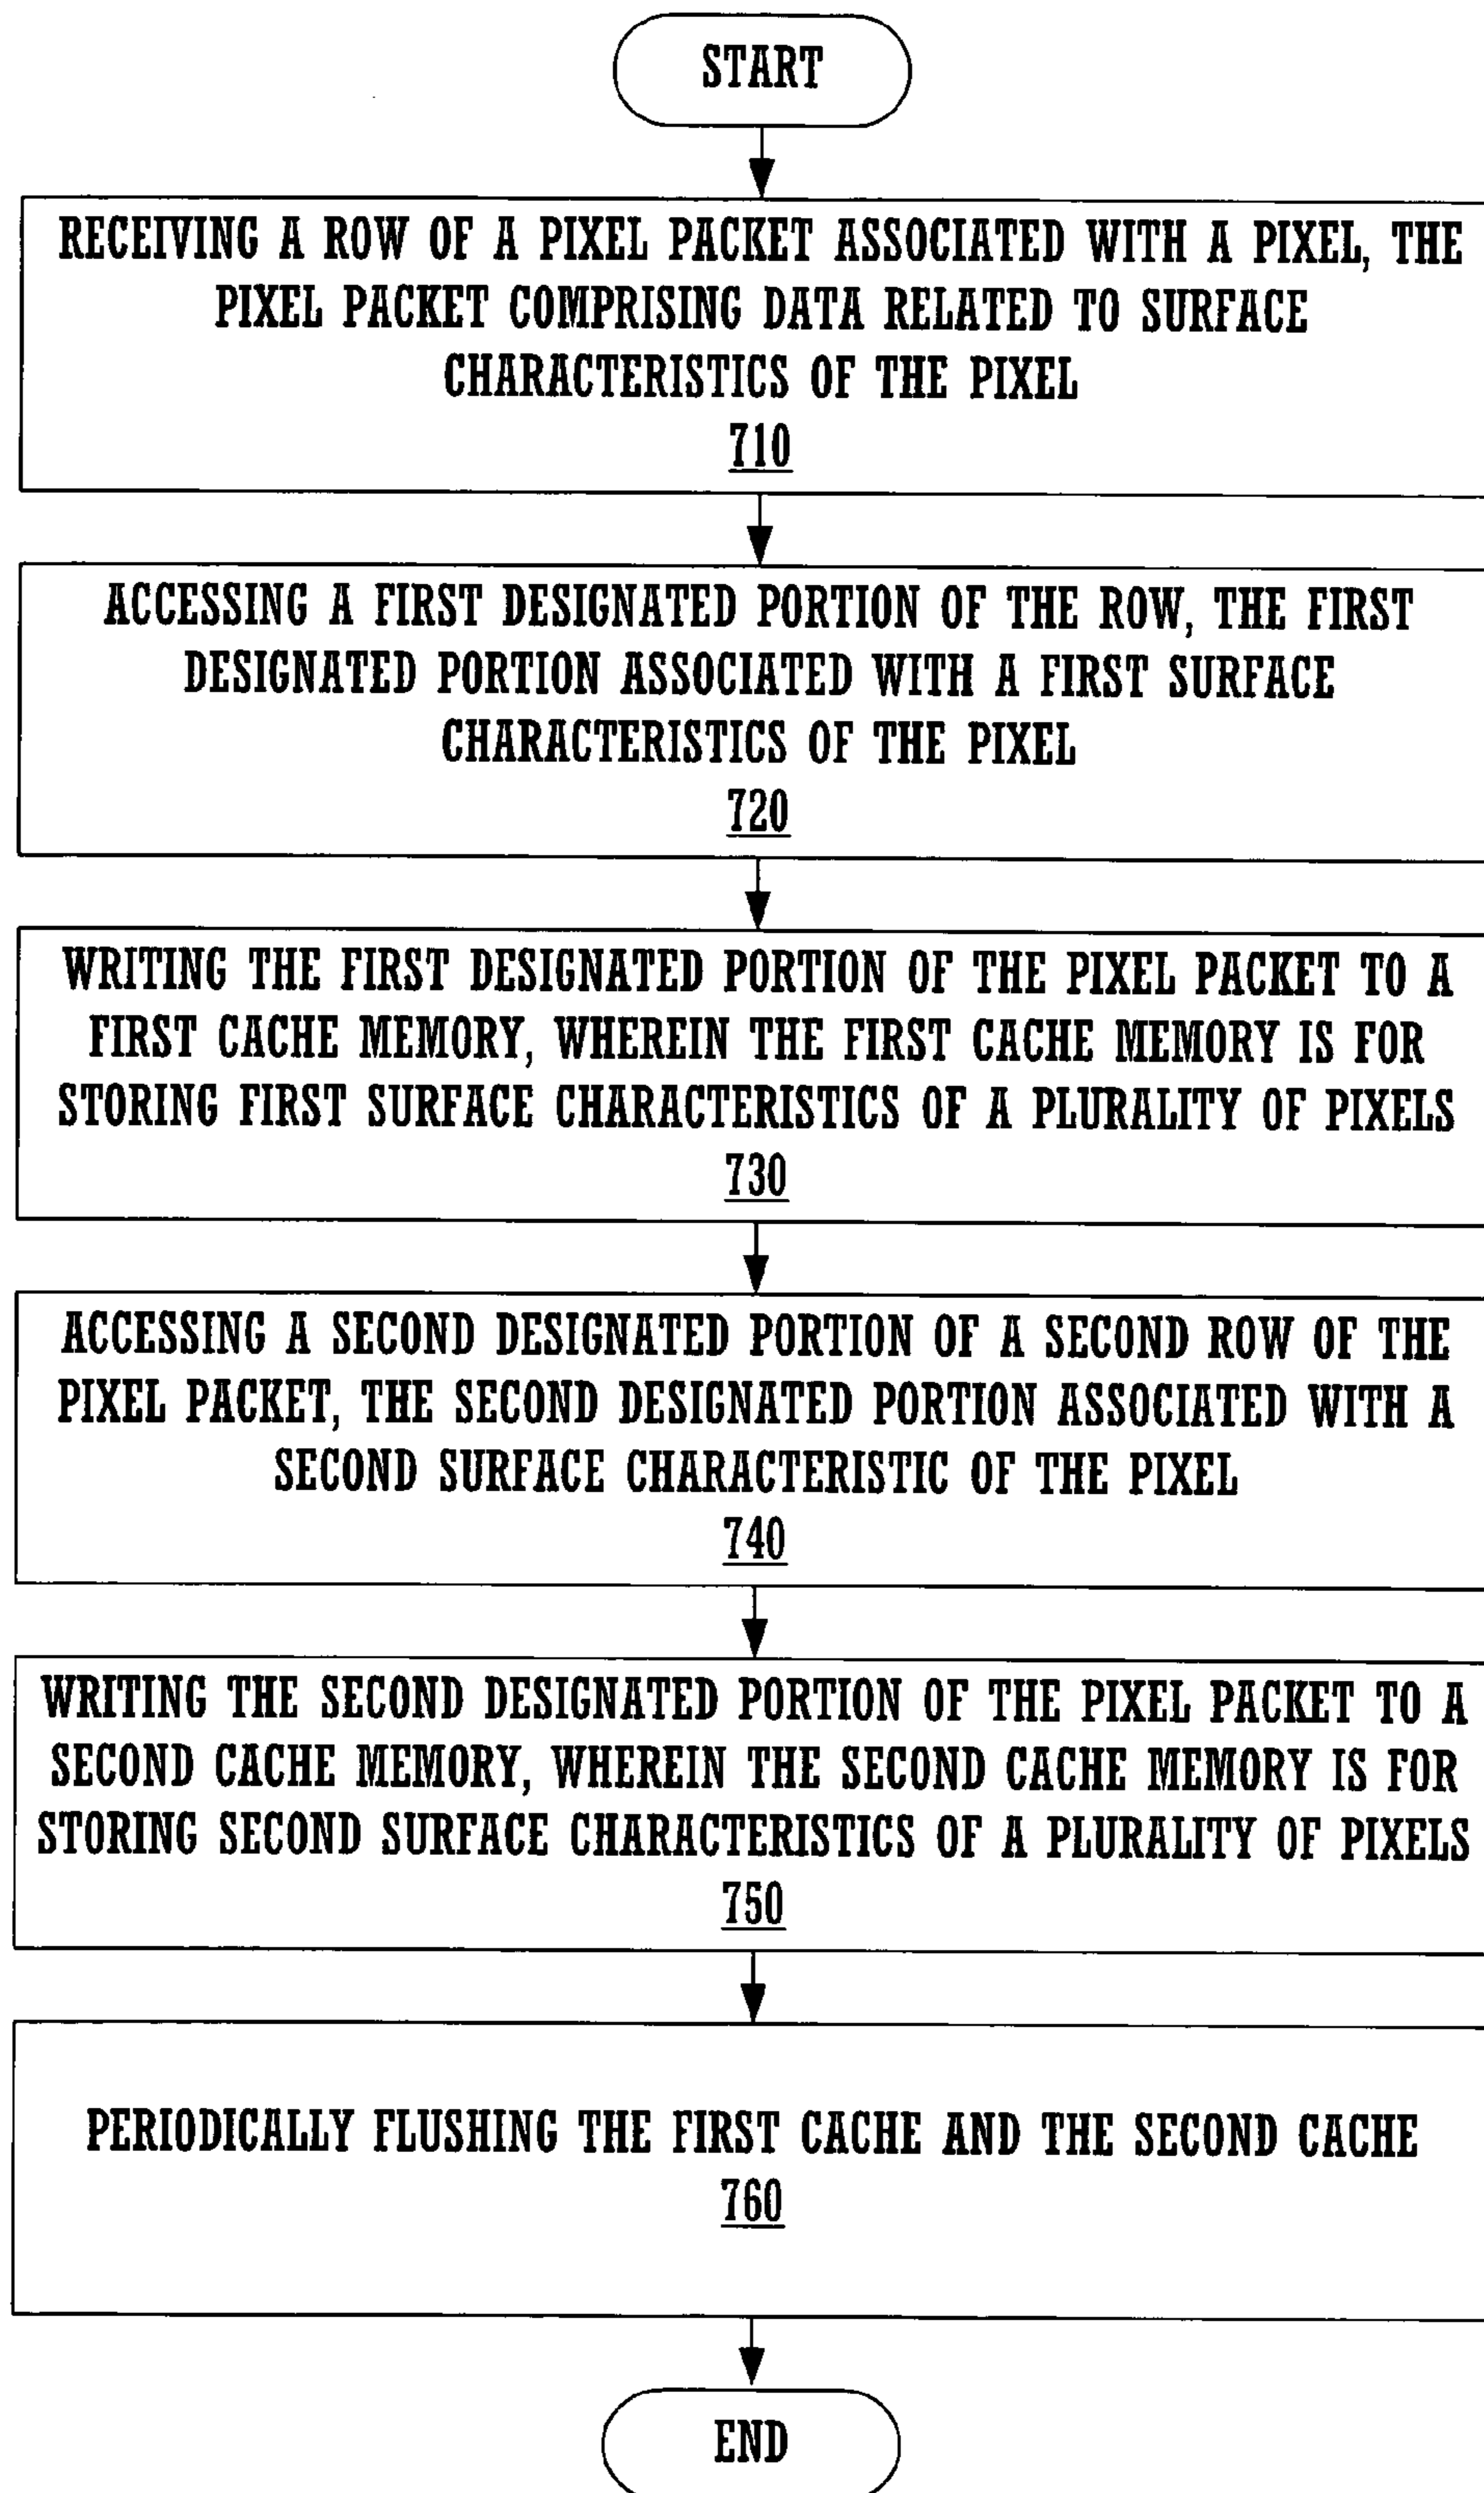 START
RECEIVING A ROW OF A PIXEL PACKET ASSOCIATED WITH A PIXEL, THE
PIXEL PACKET COMPRISING DATA RELATED TO SURFACE
CHARACTERISTICS OF THE PIXEL
710
ACCESSING A FIRST DESIGNATED PORTION OF THE ROW, THE FIRST
DESIGNATED PORTION ASSOCIATED WITH A FIRST SURFACE
CHARACTERISTICS OF THE PIXEL
720
WRITING THE FIRST DESIGNATED PORTION OF THE PIXEL PACKET TO A
FIRST CACHE MEMORY, WHEREIN THE FIRST CACHE MEMORY IS FOR
STORING FIRST SURFACE CHARACTERISTICS OF A PLURALITY OF PIXELS
730
ACCESSING A SECOND DESIGNATED PORTION OF A SECOND ROW OF THE
PIXEL PACKET, THE SECOND DESIGNATED PORTION ASSOCIATED WITH A
SECOND SURFACE CHARACTERISTIC OF THE PIXEL
740
WRITING THE SECOND DESIGNATED PORTION OF THE PIXEL PACKET TO A
SECOND CACHE MEMORY, WHEREIN THE SECOND CACHE MEMORY IS FOR
STORING SECOND SURFACE CHARACTERISTICS OF A PLURALITY OF PIXELS
750
PERIODICALLY FLUSHING THE FIRST CACHE AND THE SECOND CACHE
760
END